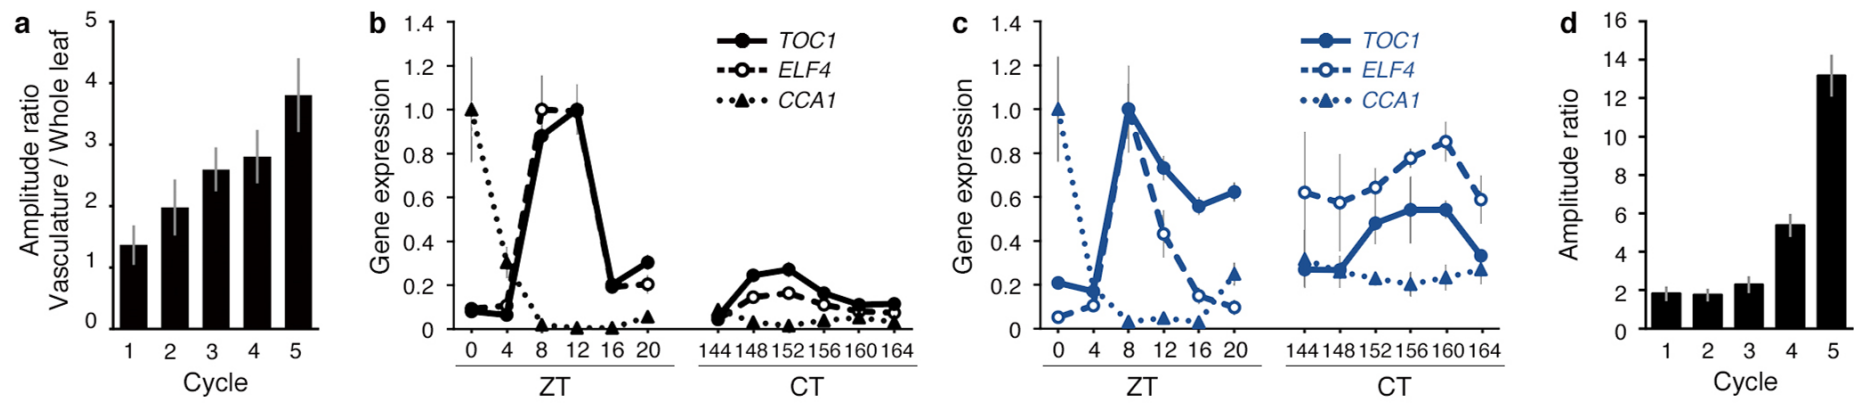 a
Amplitude ratio
Vasculature / Whole leaf
5
4
3
2
1
0
1 2 3 4 5
Cycle
b
Gene expression
1.4
1.2
1.0
0.8
0.6
0.4
0.2
0
TOC1
ELF4
CCA1
0 4 8 12 16 20
144 148 152 156 160 164
ZT
CT
c
Gene expression
1.4
1.2
1.0
0.8
0.6
0.4
0.2
0
TOC1
ELF4
CCA1
0 4 8 12 16 20
144 148 152 156 160 164
ZT
CT
d
Amplitude ratio
16
14
12
10
8
6
4
2
0
1 2 3 4 5
Cycle